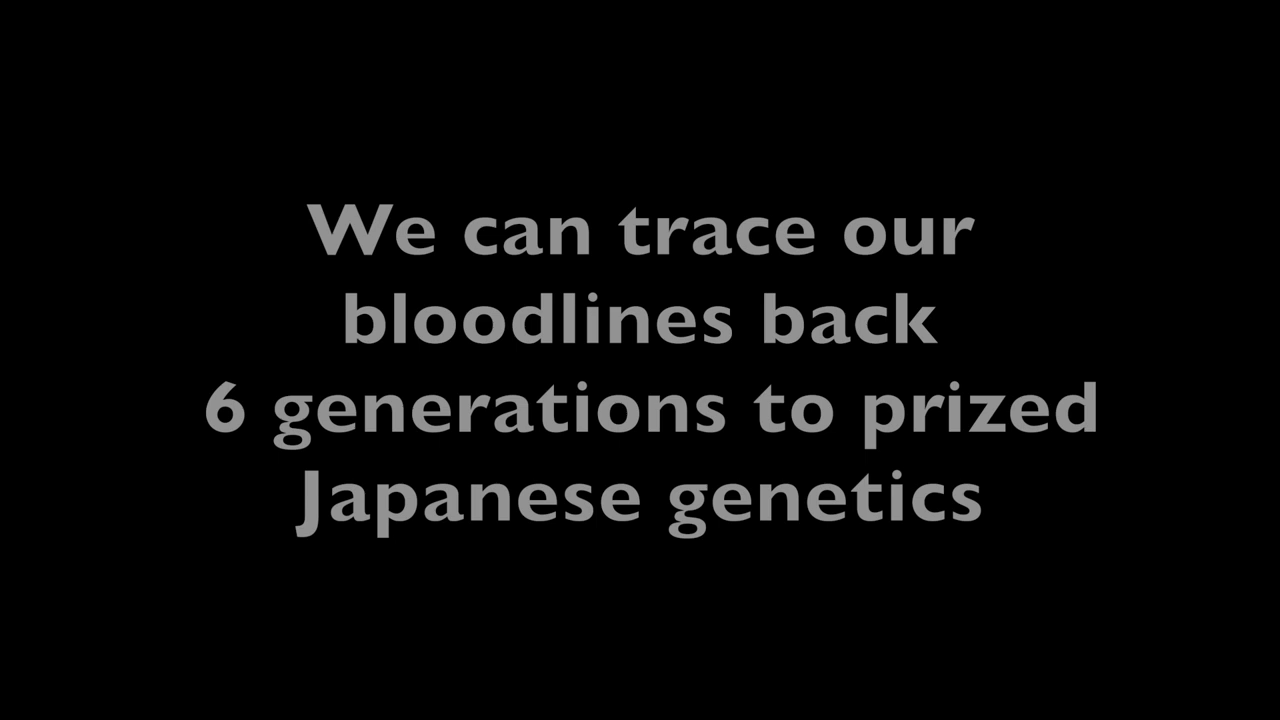 We can trace our
bloodlines back
6 generations to prized
Japanese genetics